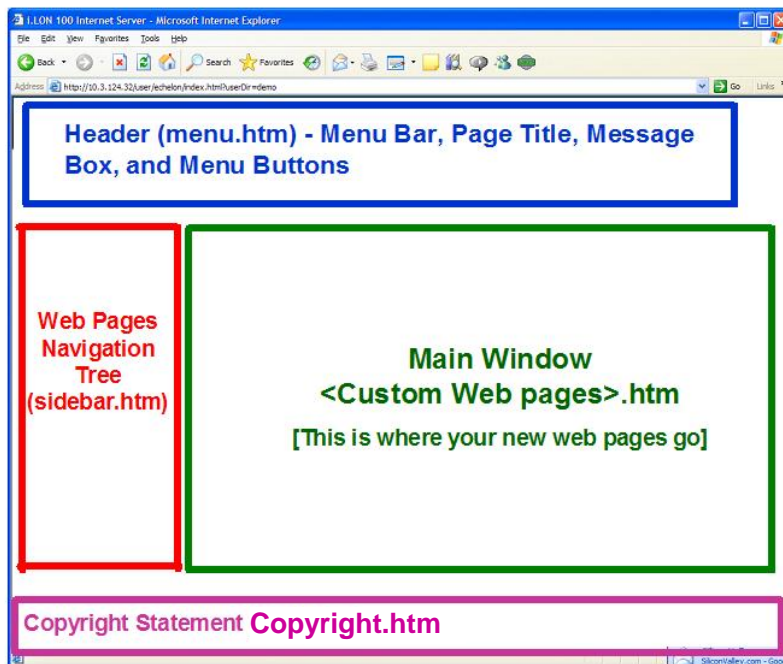 i.LON 100 Internet Server - Microsoft Internet Explorer
File Edit View Favorites Tools Help
Back Search Favorites
Address http://10.3.124.32/user/echelon/index.htm?userDir=demo Go Links
Header (menu.htm) - Menu Bar, Page Title, Message
Box, and Menu Buttons
Web Pages
Navigation
Tree
(sidebar.htm)
Main Window
<Custom Web pages>.htm
[This is where your new web pages go]
Copyright Statement Copyright.htm
SiliconValley.com - Goo